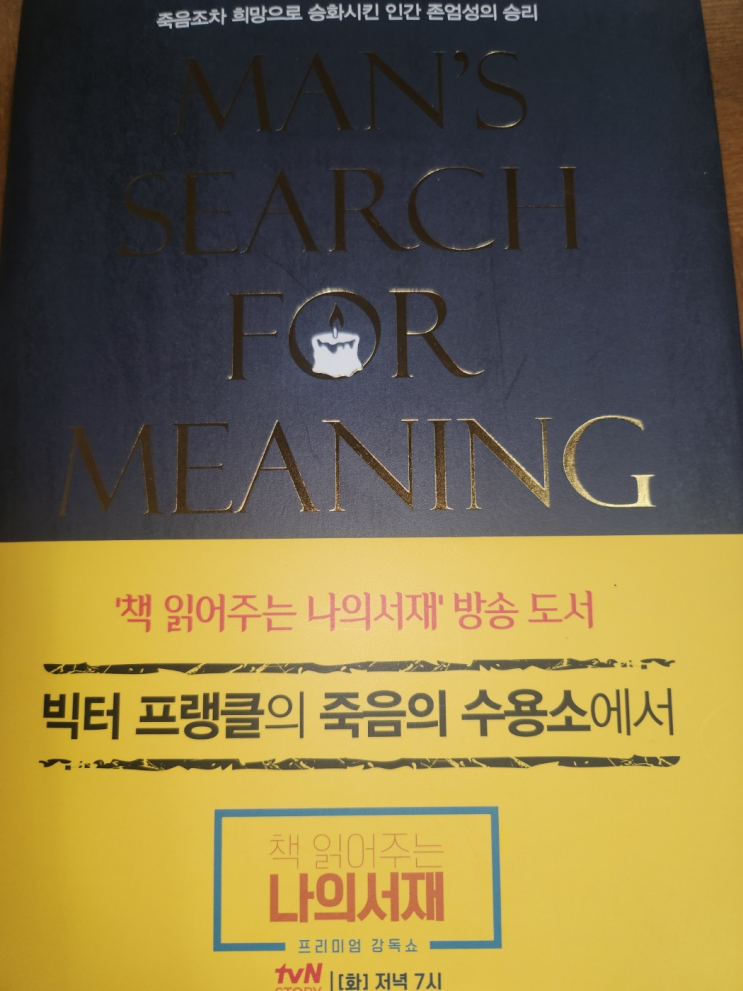 죽음조차 희망으로 승화시킨 인간 존엄성의 승리
MAN'S
SEARCH
FOR
MEANING
'책 읽어주는 나의서재' 방송 도서
빅터 프랭클의 죽음의 수용소에서
책 읽어주는
나의서재
프리미엄 강독쇼
tvN
STORY | [화] 저녁 7시